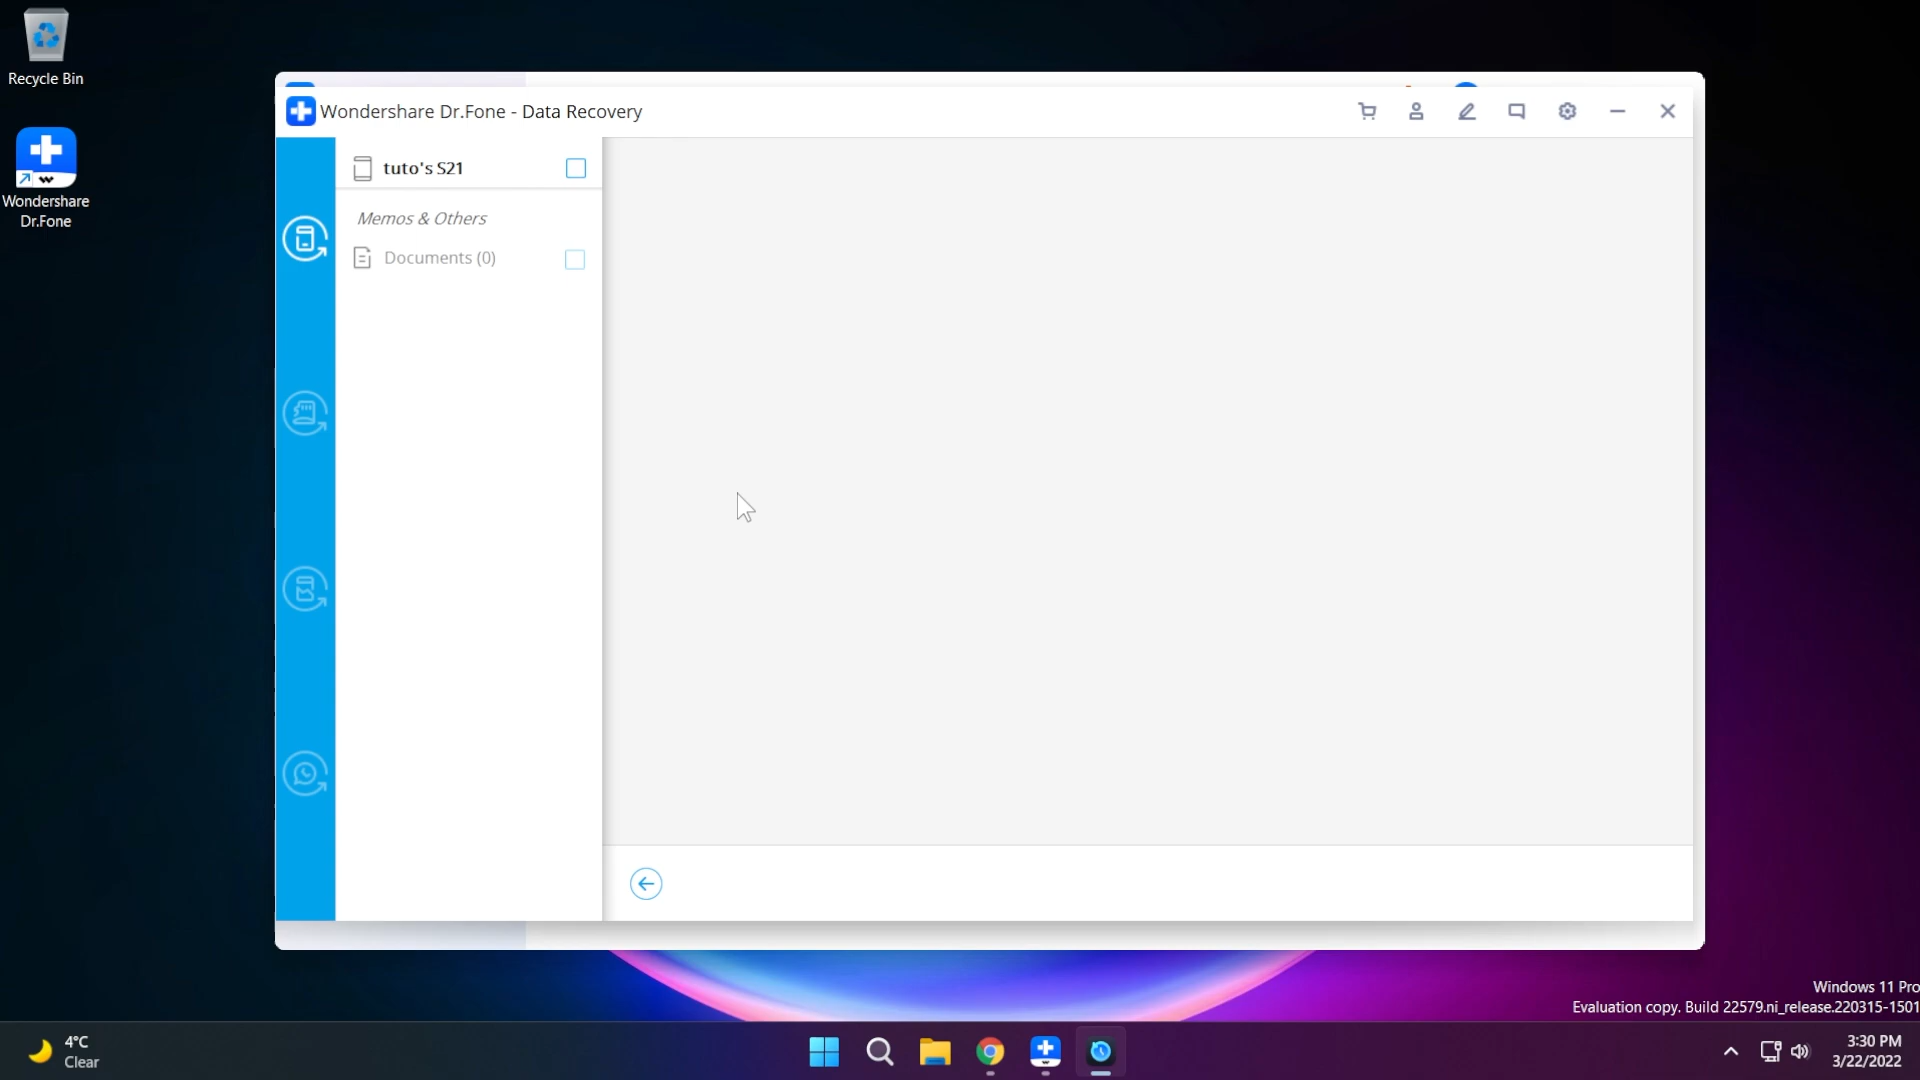 Recycle Bin
Wondershare
Dr.Fone
Wondershare Dr.Fone - Data Recovery
tuto's S21
Memos & Others
Documents (0)
Windows 11 Pro
Evaluation copy. Build 22579.ni_release.220315-1501
4°C
Clear
3:30 PM
3/22/2022